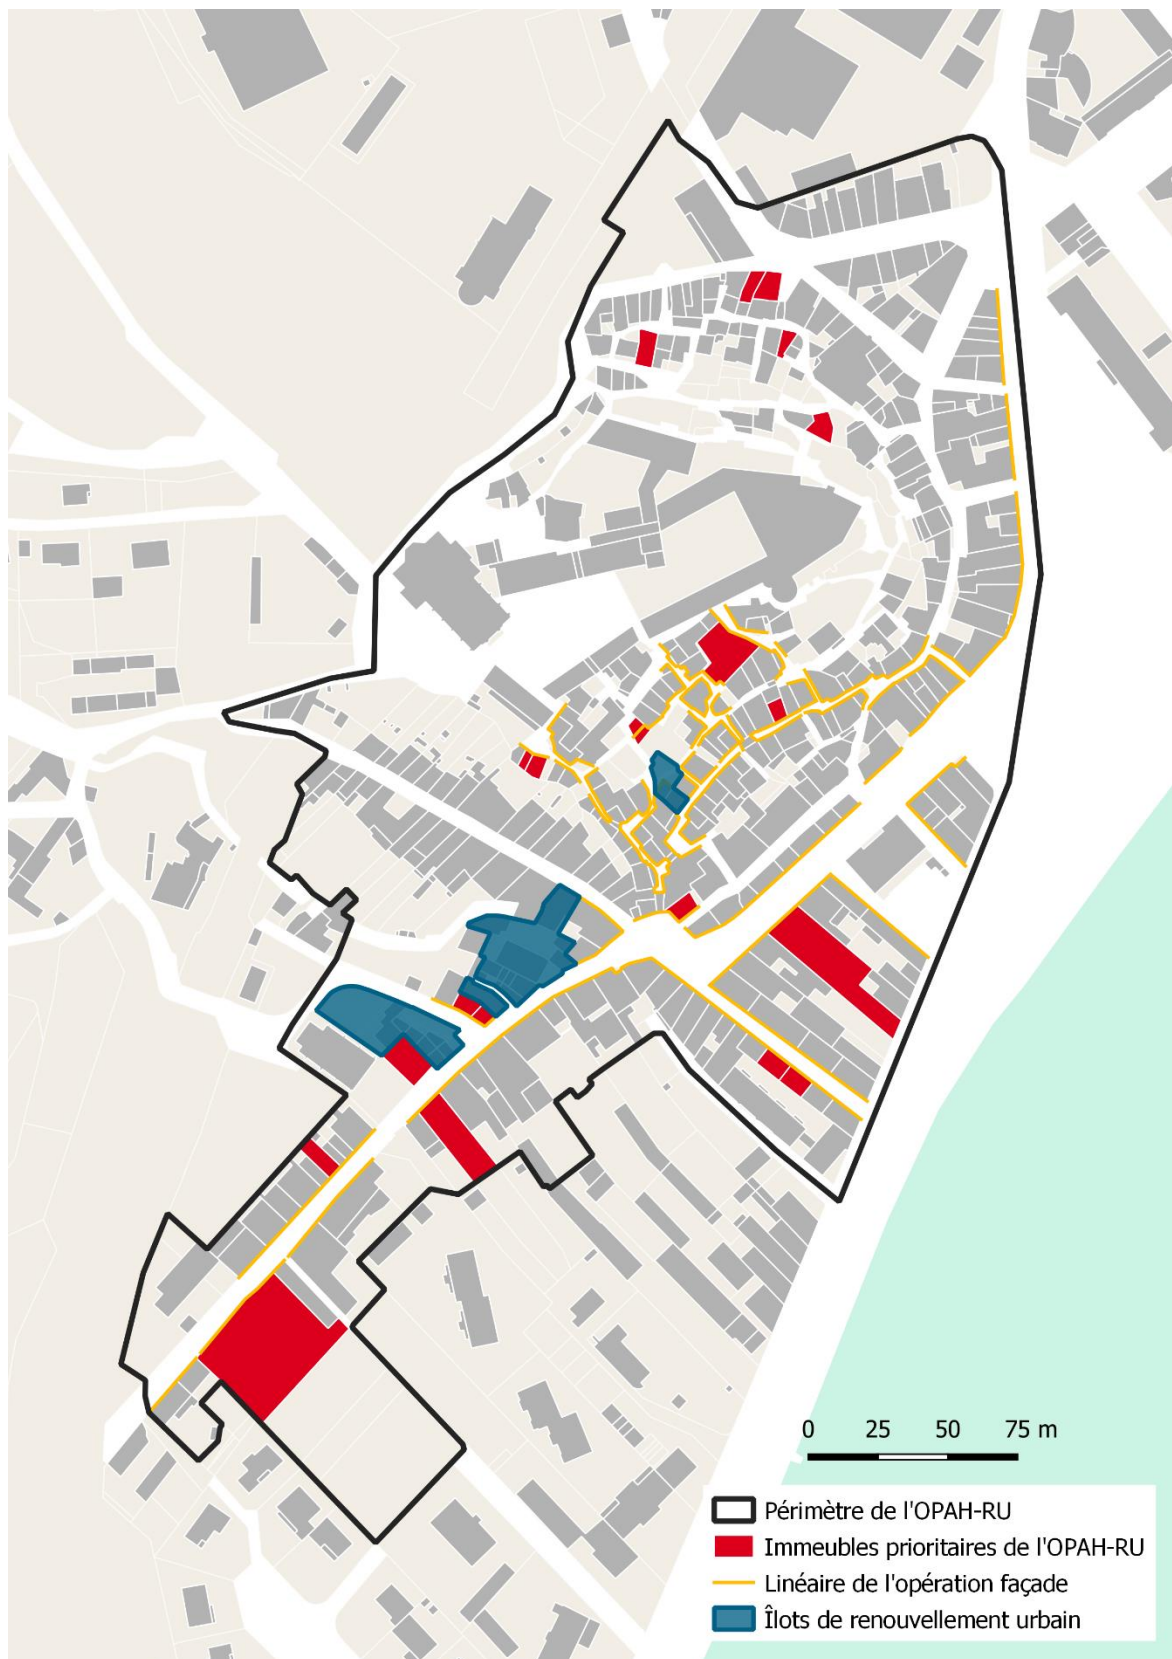 0 25 50 75 m
Périmètre de l'OPAH-RU
Immeubles prioritaires de l'OPAH-RU
Linéaire de l'opération façade
Îlots de renouvellement urbain